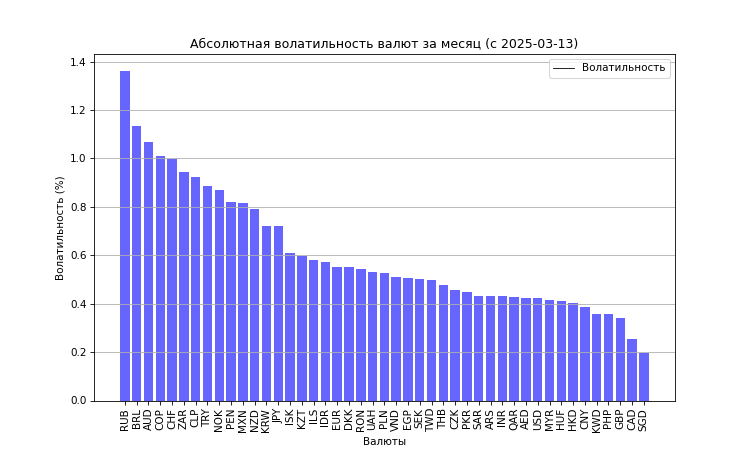 Абсолютная волатильность валют за месяц (с 2025-03-13)
Волатильность
Волатильность (%)
1.4
1.2
1.0
0.8
0.6
0.4
0.2
0.0
RUB
BRL
AUD
COP
CHF
ZAR
CLP
TRY
NOK
PEN
MXN
NZD
KRW
JPY
ISK
KZT
ILS
IDR
EUR
DKK
RON
UAH
PLN
VND
EGP
SEK
TWD
THB
CZK
PKR
SAR
ARS
INR
QAR
AED
USD
MYR
HUF
HKD
CNY
KWD
PHP
GBP
CAD
SGD
Валюты